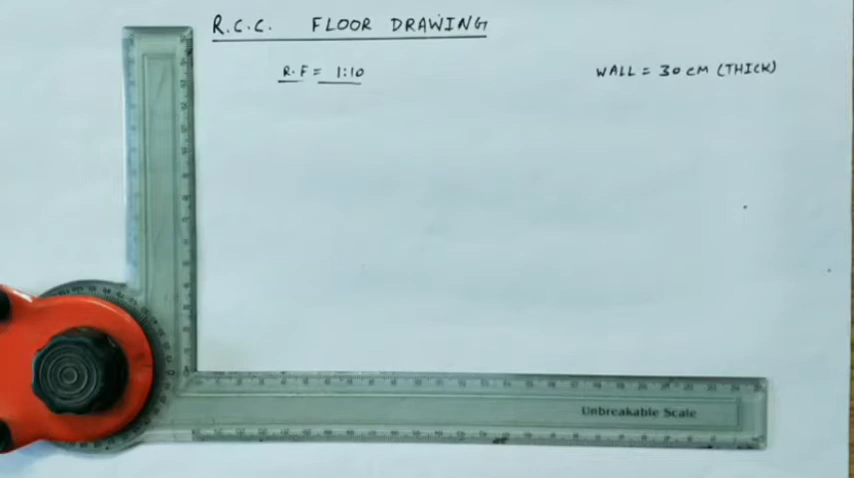 R.C.C. FLOOR DRAWING
R.F = 1:10
WALL = 30 CM (THICK)
Unbreakable Scale